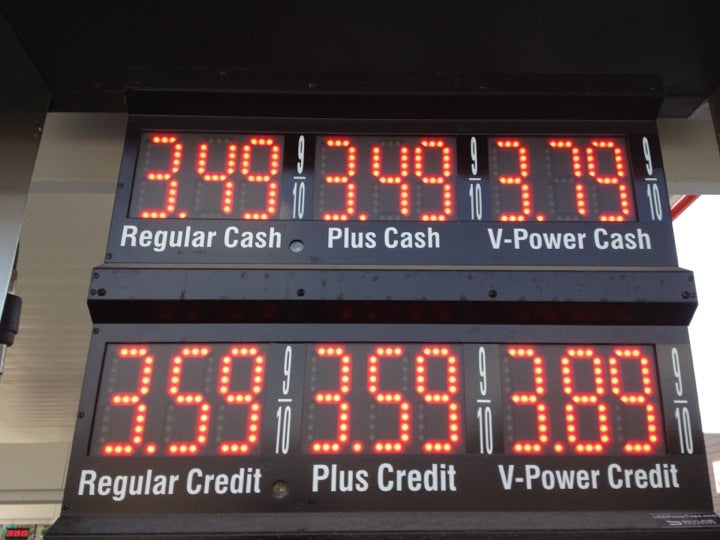 3.49 9/10 3.49 9/10 3.79 9/10
Regular Cash Plus Cash V-Power Cash
3.59 9/10 3.59 9/10 3.89 9/10
Regular Credit Plus Credit V-Power Credit